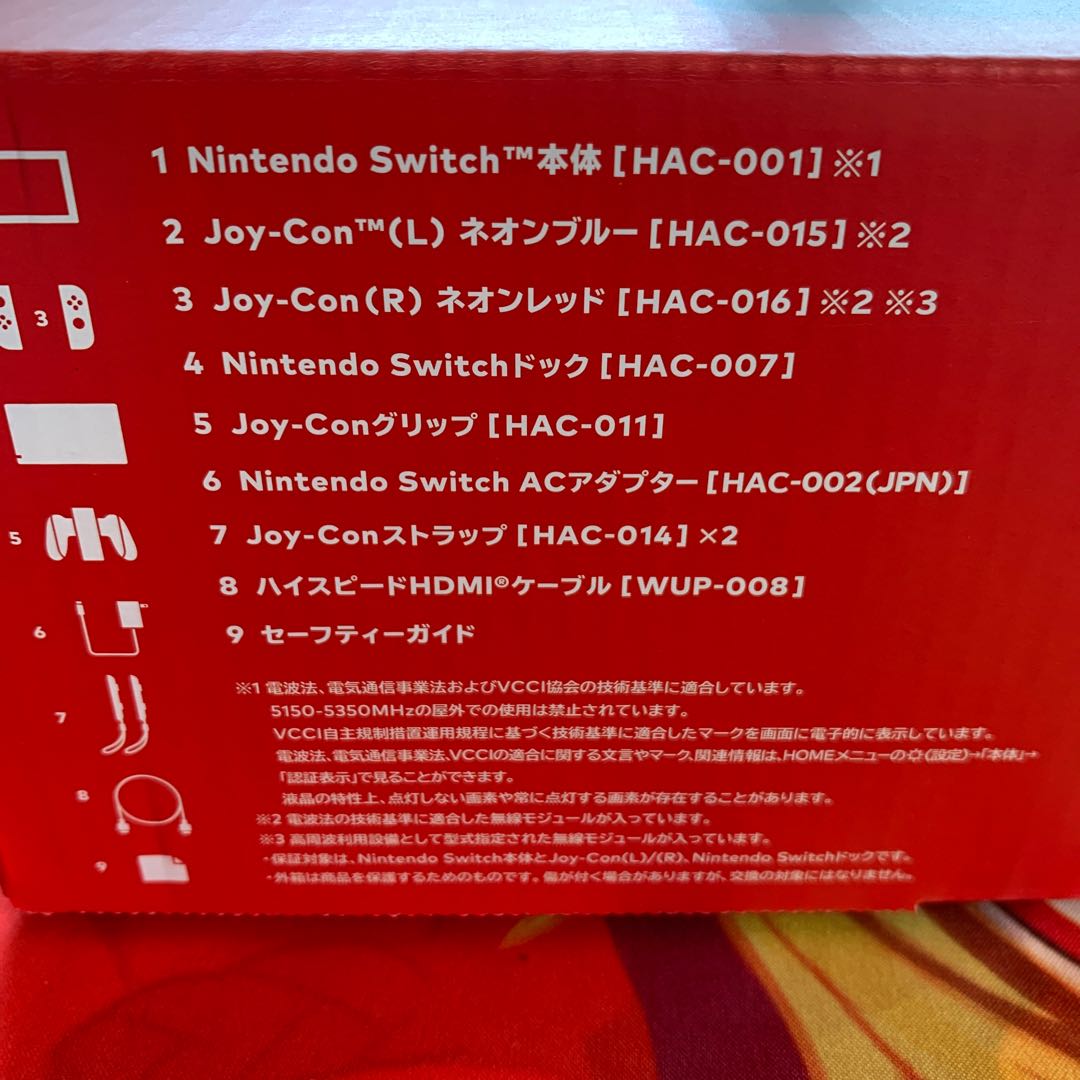 1 Nintendo Switch™本体［HAC-001］※1
2 Joy-Con™(L) ネオンブルー［HAC-015］※2
3 3 Joy-Con(R) ネオンレッド［HAC-016］※2 ※3
4 Nintendo Switchドック［HAC-007］
5 Joy-Conグリップ［HAC-011］
6 Nintendo Switch ACアダプター［HAC-002(JPN)］
5 7 Joy-Conストラップ［HAC-014］×2
8 ハイスピードHDMI®ケーブル［WUP-008］
6 9 セーフティーガイド
※1 電波法、電気通信事業法およびVCCI協会の技術基準に適合しています。
7 5150-5350MHzの屋外での使用は禁止されています。
VCCI自主規制措置運用規程に基づく技術基準に適合したマークを画面に電子的に表示しています。
電波法、電気通信事業法、VCCIの適合に関する文言やマーク、関連情報は、HOMEメニューの(設定)→「本体」→
「認証表示」で見ることができます。
8 液晶の特性上、点灯しない画素や常に点灯する画素が存在することがあります。
※2 電波法の技術基準に適合した無線モジュールが入っています。
※3 高周波利用設備として型式指定された無線モジュールが入っています。
9 ・保証対象は、Nintendo Switch本体とJoy-Con(L)/(R)、Nintendo Switchドックです。
・外箱は商品を保護するためのものです。傷が付く場合がありますが、交換の対象にはなりません。